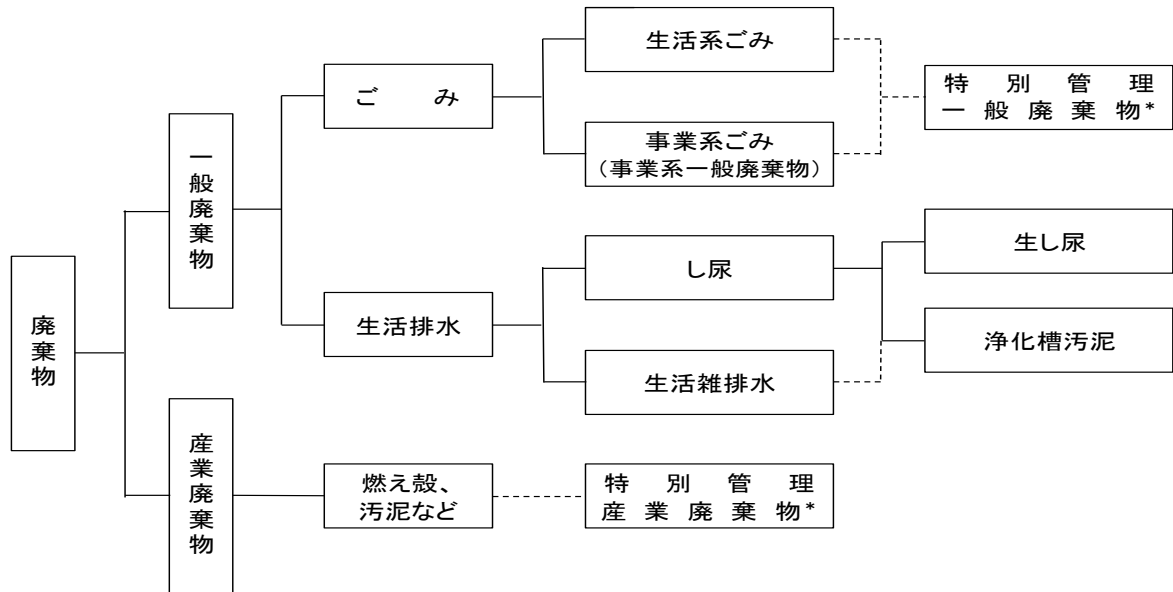 廃棄物
一般廃棄物
ごみ
生活系ごみ
事業系ごみ
（事業系一般廃棄物）
特別管理
一般廃棄物*
生活排水
し尿
生し尿
浄化槽汚泥
生活雑排水
産業廃棄物
燃え殻、
汚泥など
特別管理
産業廃棄物*